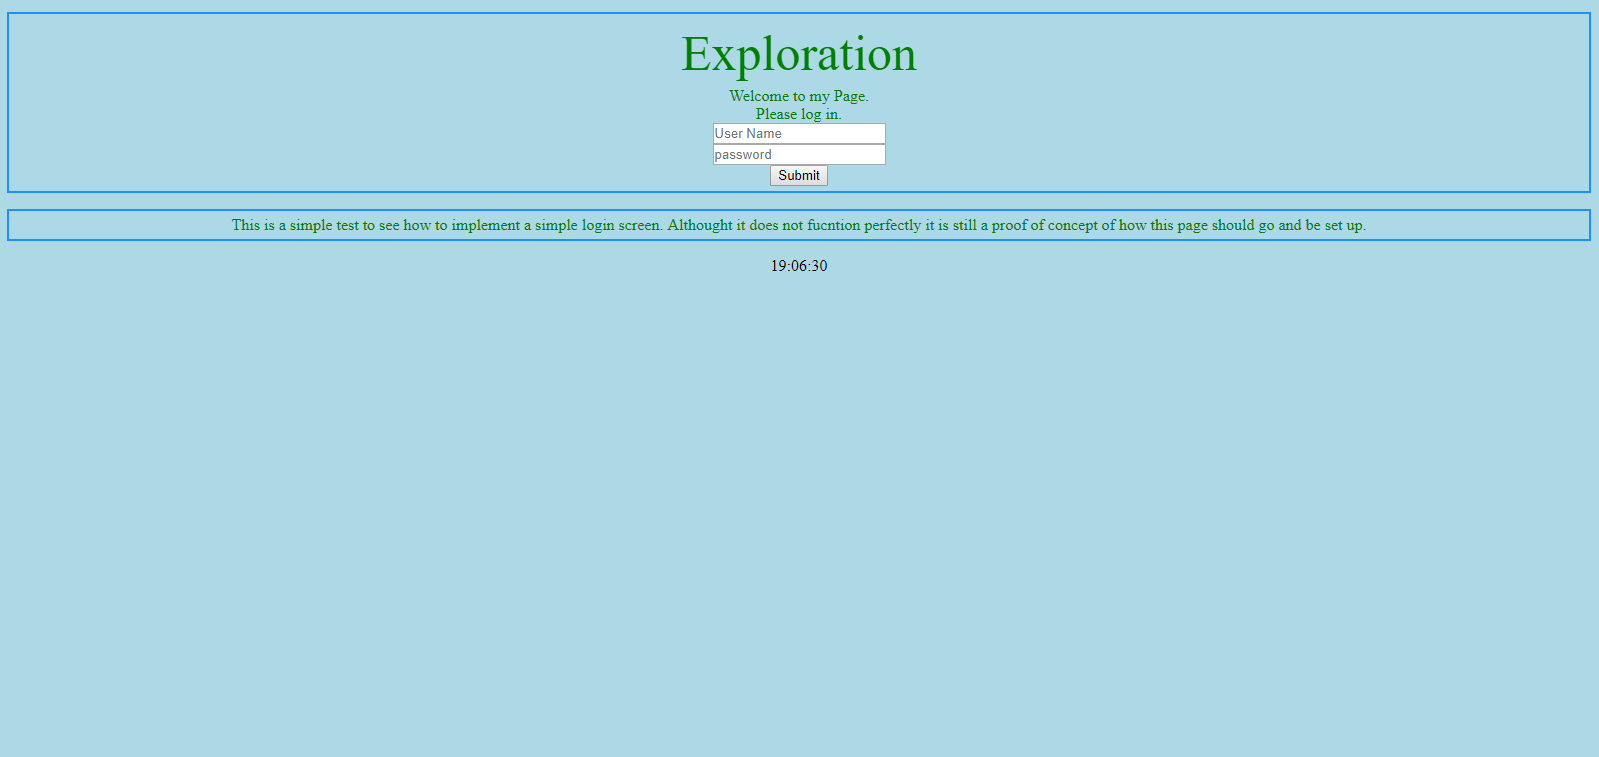 Exploration
Welcome to my Page.
Please log in.
User Name
password
Submit
This is a simple test to see how to implement a simple login screen. Althought it does not fucntion perfectly it is still a proof of concept of how this page should go and be set up.
19:06:30